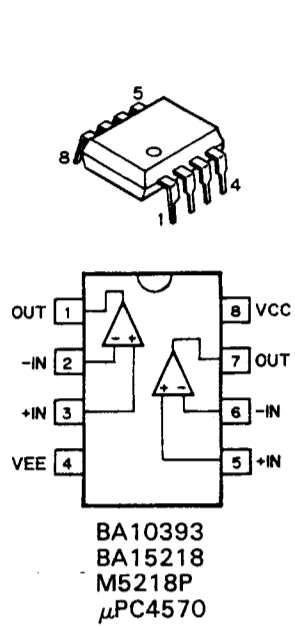 5
8
4
1
OUT 1 8 VCC
-IN 2 7 OUT
+IN 3 6 -IN
VEE 4 5 +IN
- + + -
BA10393
BA15218
M5218P
µPC4570